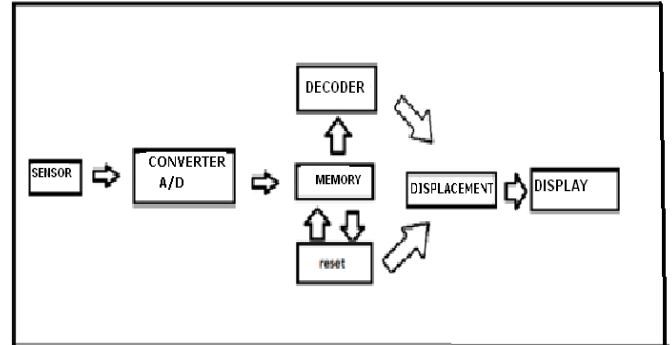 DECODER
SENSOR
CONVERTER
A/D
MEMORY
DISPLACEMENT
DISPLAY
reset